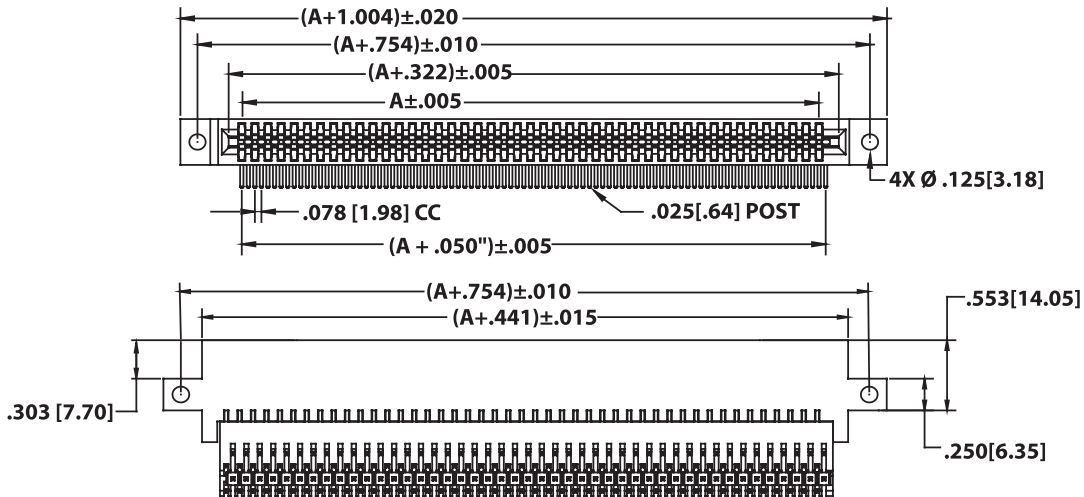 (A+1.004)±.020
(A+.754)±.010
(A+.322)±.005
A±.005
4X Ø .125[3.18]
.078 [1.98] CC
.025[.64] POST
(A + .050")±.005
(A+.754)±.010
.553[14.05]
(A+.441)±.015
.303 [7.70]
.250[6.35]